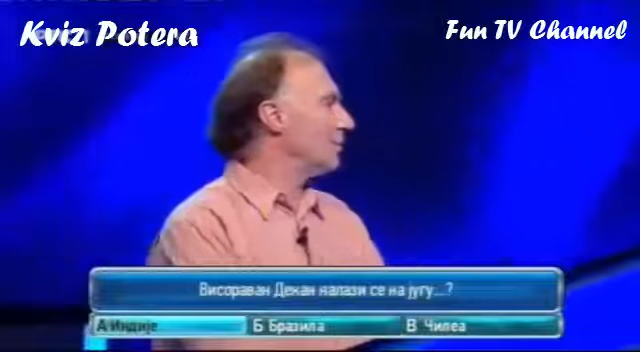 Kviz Potera
Fun TV Channel
Висораван Декан налази се на југу...?
А Индије
Б Бразила
В Чилеа